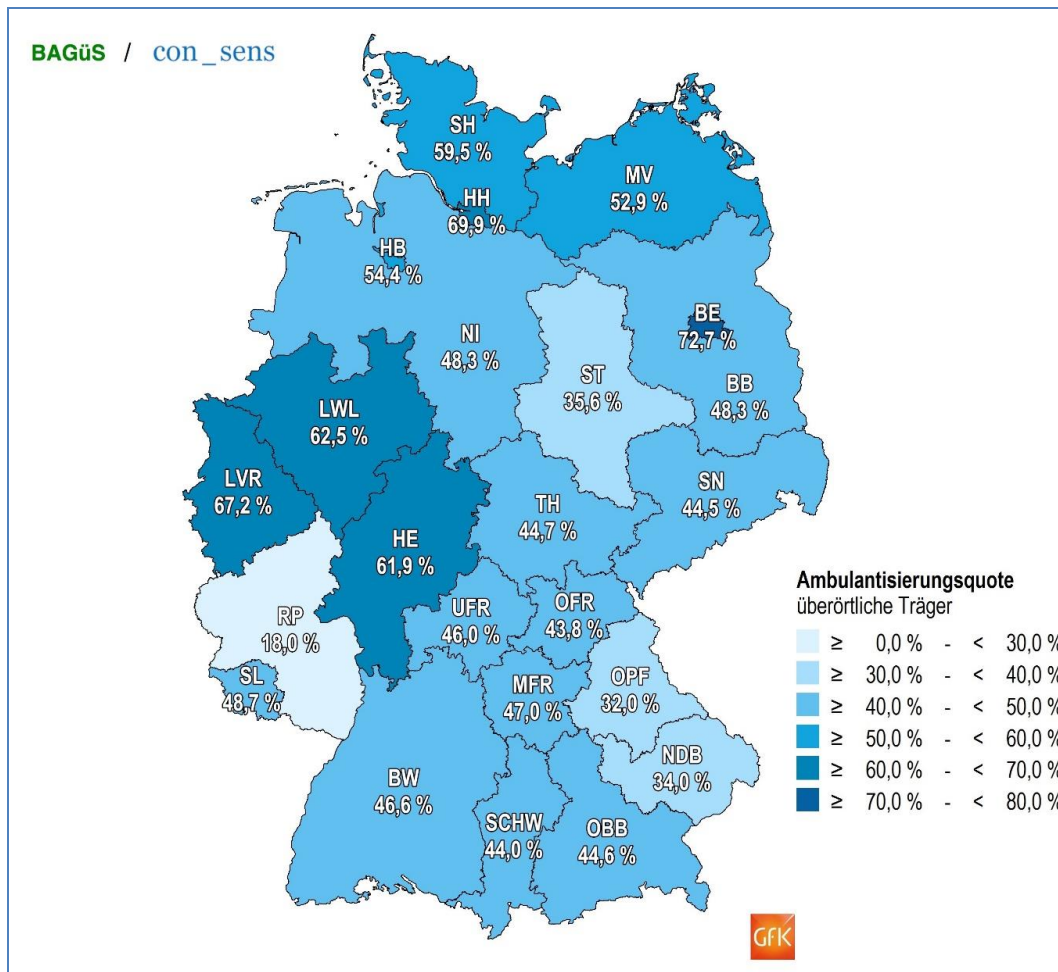 BAGüS / con_sens
SH
59,5 %
MV
52,9 %
HH
69,9 %
HB
54,4 %
BE
72,7 %
NI
48,3 %
ST
35,6 %
BB
48,3 %
LWL
62,5 %
LVR
67,2 %
SN
44,5 %
TH
44,7 %
HE
61,9 %
Ambulantisierungsquote
überörtliche Träger
≥ 0,0 % - < 30,0 %
≥ 30,0 % - < 40,0 %
≥ 40,0 % - < 50,0 %
≥ 50,0 % - < 60,0 %
≥ 60,0 % - < 70,0 %
≥ 70,0 % - < 80,0 %
UFR
46,0 %
OFR
43,8 %
RP
18,0 %
SL
48,7 %
MFR
47,0 %
OPF
32,0 %
NDB
34,0 %
BW
46,6 %
SCHW
44,0 %
OBB
44,6 %
GfK